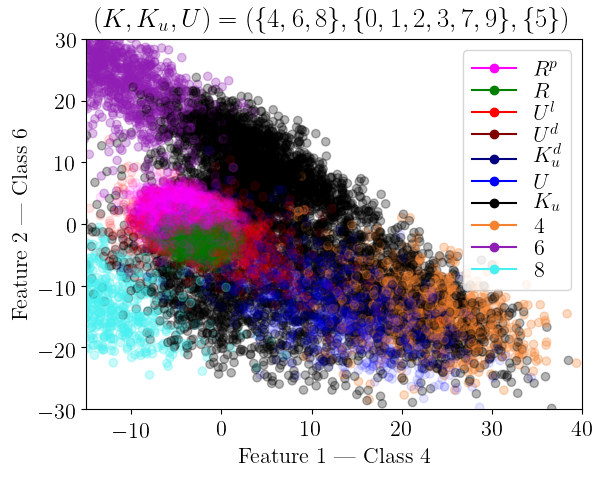 (K, K_u, U) = ({4, 6, 8}, {0, 1, 2, 3, 7, 9}, {5})
30
20
10
0
−10
−20
−30
Feature 2 — Class 6
R^p
R
U^l
U^d
K_u^d
U
K_u
4
6
8
−10 0 10 20 30 40
Feature 1 — Class 4